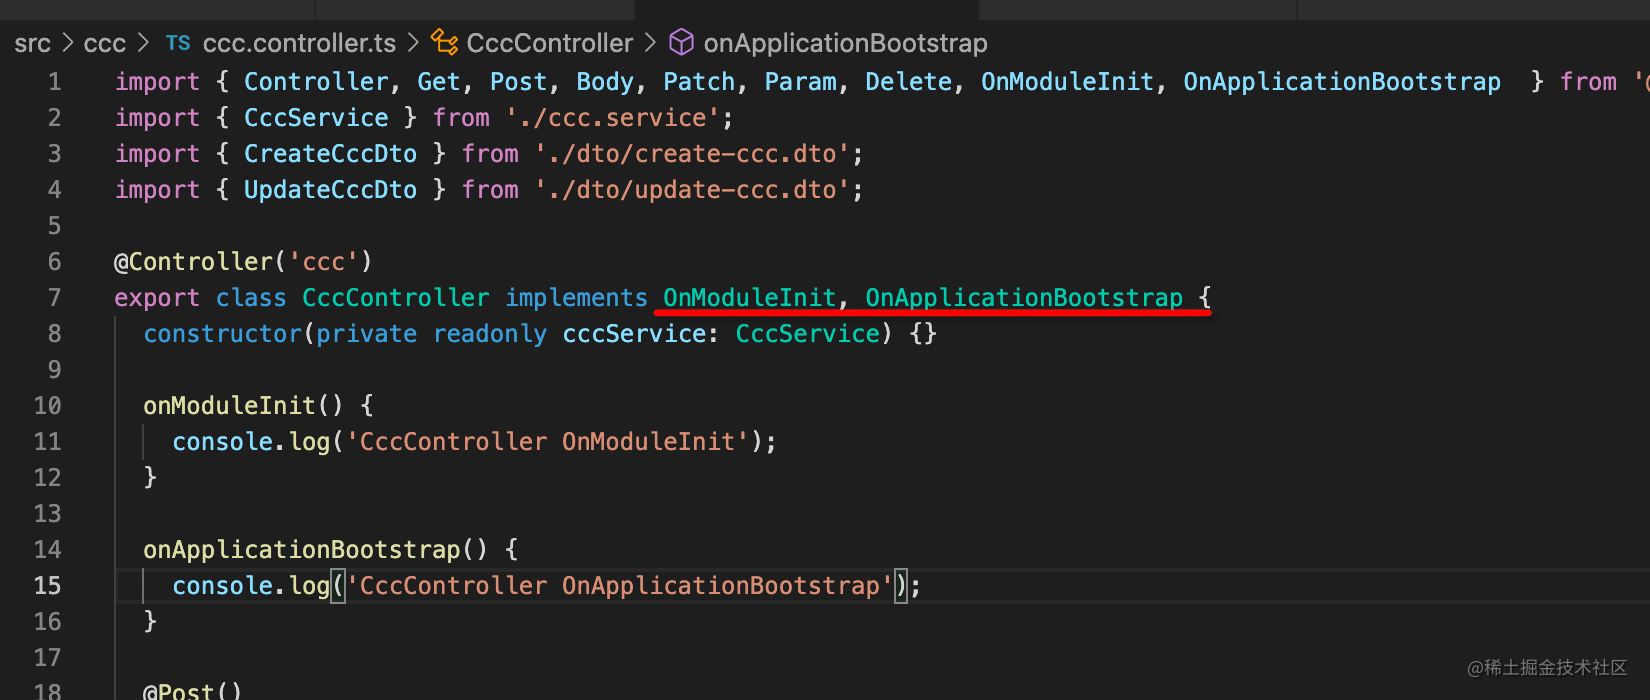 src > ccc > TS ccc.controller.ts > CccController > onApplicationBootstrap
1 import { Controller, Get, Post, Body, Patch, Param, Delete, OnModuleInit, OnApplicationBootstrap } from '@
2 import { CccService } from './ccc.service';
3 import { CreateCccDto } from './dto/create-ccc.dto';
4 import { UpdateCccDto } from './dto/update-ccc.dto';
5
6 @Controller('ccc')
7 export class CccController implements OnModuleInit, OnApplicationBootstrap {
8 constructor(private readonly cccService: CccService) {}
9
10 onModuleInit() {
11 console.log('CccController OnModuleInit');
12 }
13
14 onApplicationBootstrap() {
15 console.log('CccController OnApplicationBootstrap');
16 }
17
18 @Post()
@稀土掘金技术社区